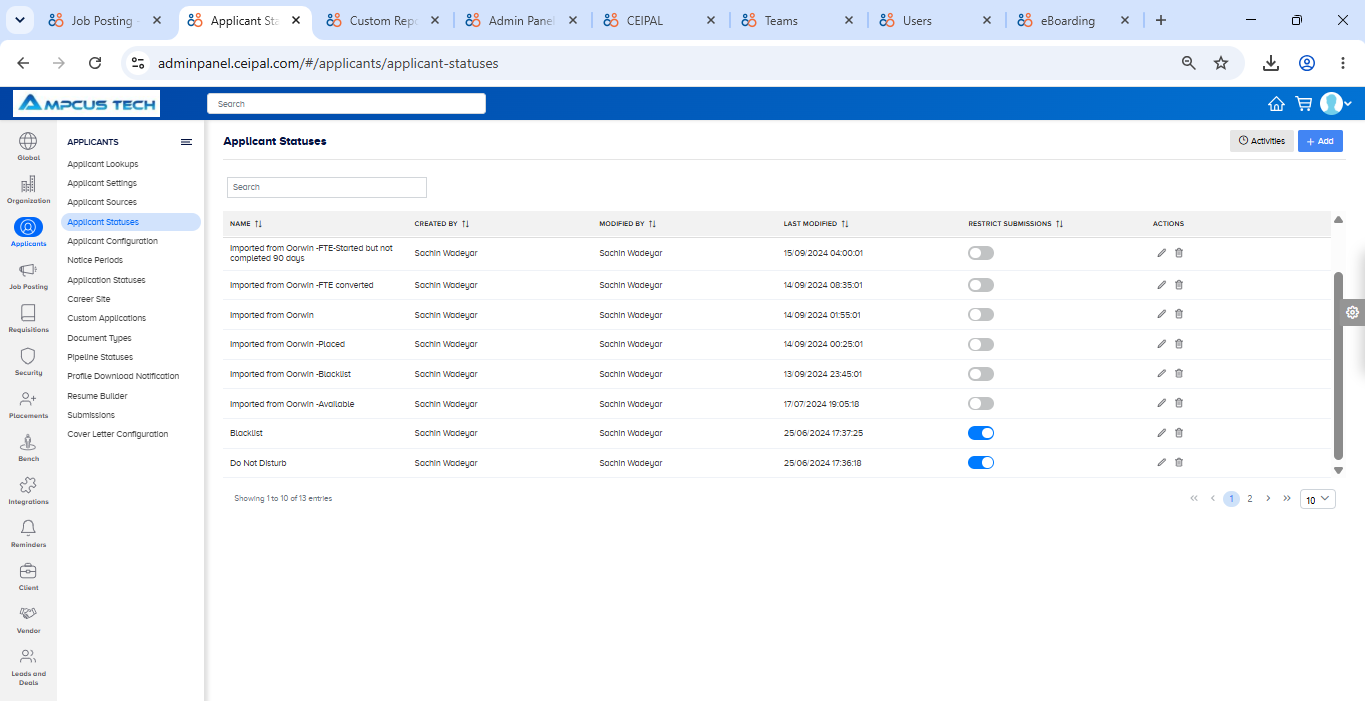 Job Posting -
Applicant Sta
Custom Repo
Admin Panel
CEIPAL
Teams
Users
eBoarding
adminpanel.ceipal.com/#/applicants/applicant-statuses
AMPCUS TECH
Search
Global
Organization
Applicants
Job Posting
Requisitions
Security
Placements
Bench
Integrations
Reminders
Client
Vendor
Leads and
Deals
APPLICANTS
Applicant Lookups
Applicant Settings
Applicant Sources
Applicant Statuses
Applicant Configuration
Notice Periods
Application Statuses
Career Site
Custom Applications
Document Types
Pipeline Statuses
Profile Download Notification
Resume Builder
Submissions
Cover Letter Configuration
Applicant Statuses
Activities
+ Add
Search
NAME CREATED BY MODIFIED BY LAST MODIFIED RESTRICT SUBMISSIONS ACTIONS
Imported from Oorwin -FTE-Started but not
completed 90 days Sachin Wadeyar Sachin Wadeyar 15/09/2024 04:00:01
Imported from Oorwin -FTE converted Sachin Wadeyar Sachin Wadeyar 14/09/2024 08:35:01
Imported from Oorwin Sachin Wadeyar Sachin Wadeyar 14/09/2024 01:55:01
Imported from Oorwin -Placed Sachin Wadeyar Sachin Wadeyar 14/09/2024 00:25:01
Imported from Oorwin -Blacklist Sachin Wadeyar Sachin Wadeyar 13/09/2024 23:45:01
Imported from Oorwin -Available Sachin Wadeyar Sachin Wadeyar 17/07/2024 19:05:18
Blacklist Sachin Wadeyar Sachin Wadeyar 25/06/2024 17:37:25
Do Not Disturb Sachin Wadeyar Sachin Wadeyar 25/06/2024 17:36:18
Showing 1 to 10 of 13 entries
« ‹ 1 2 › » 10